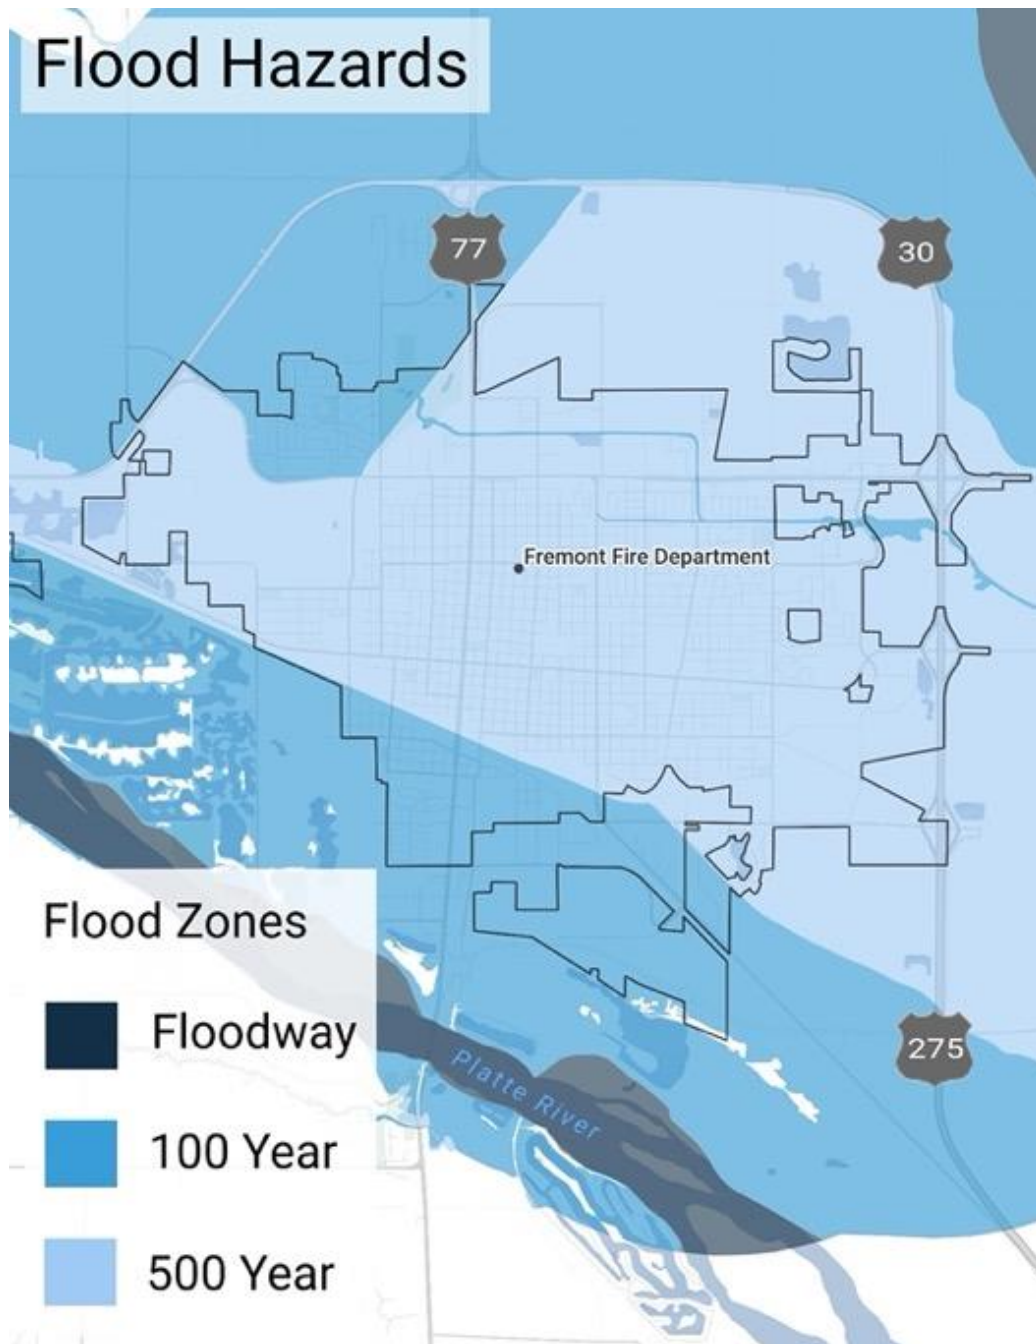 Flood Hazards
77
30
Fremont Fire Department
Flood Zones
Floodway
100 Year
500 Year
Platte River
275